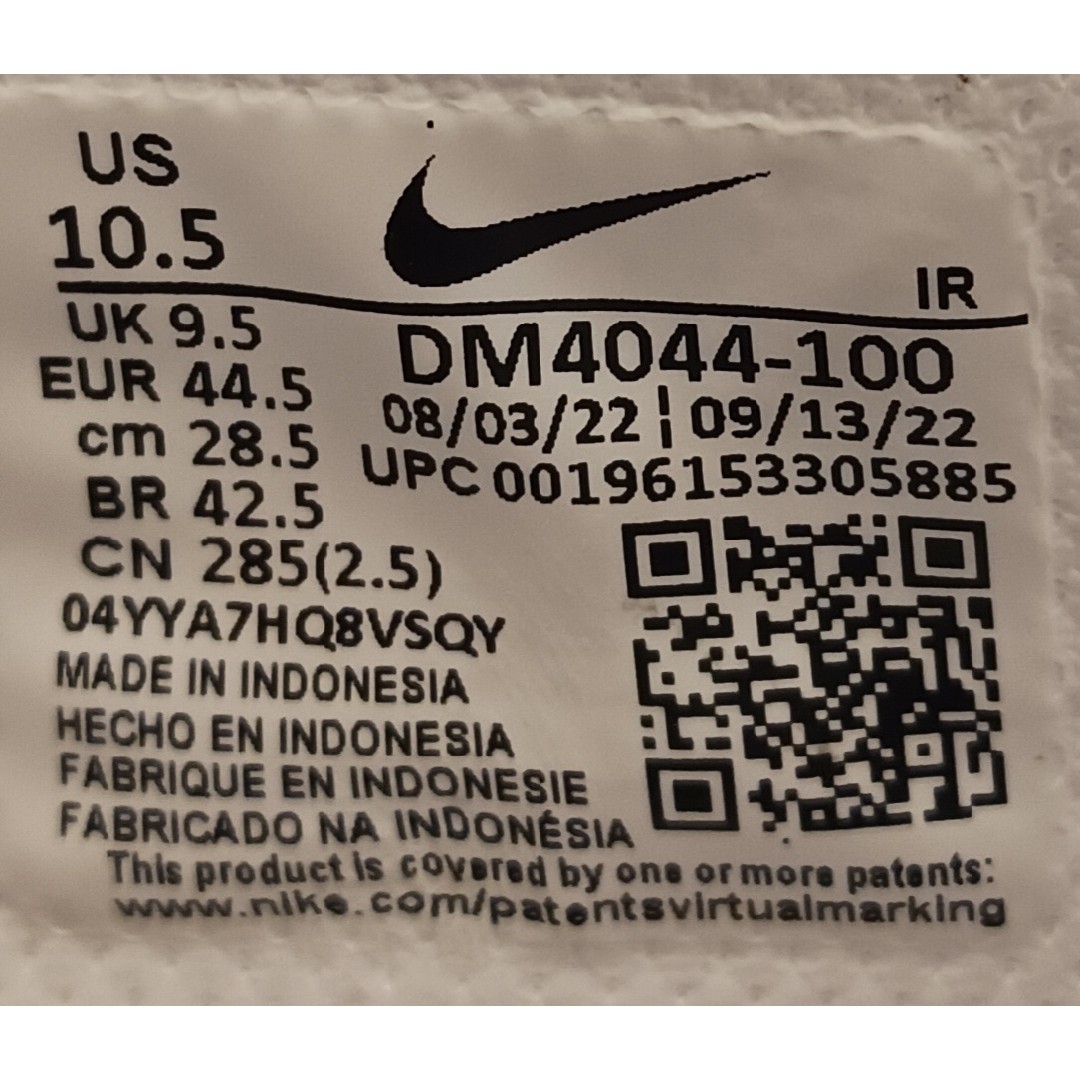 US
10.5
IR
UK 9.5
EUR 44.5
cm 28.5
BR 42.5
CN 285(2.5)
DM4044-100
08/03/22 ¦ 09/13/22
UPC 00196153305885
04YYA7HQ8VSQY
MADE IN INDONESIA
HECHO EN INDONESIA
FABRIQUE EN INDONESIE
FABRICADO NA INDONÉSIA
This product is covered by one or more patents:
www.nike.com/patentsvirtualmarking